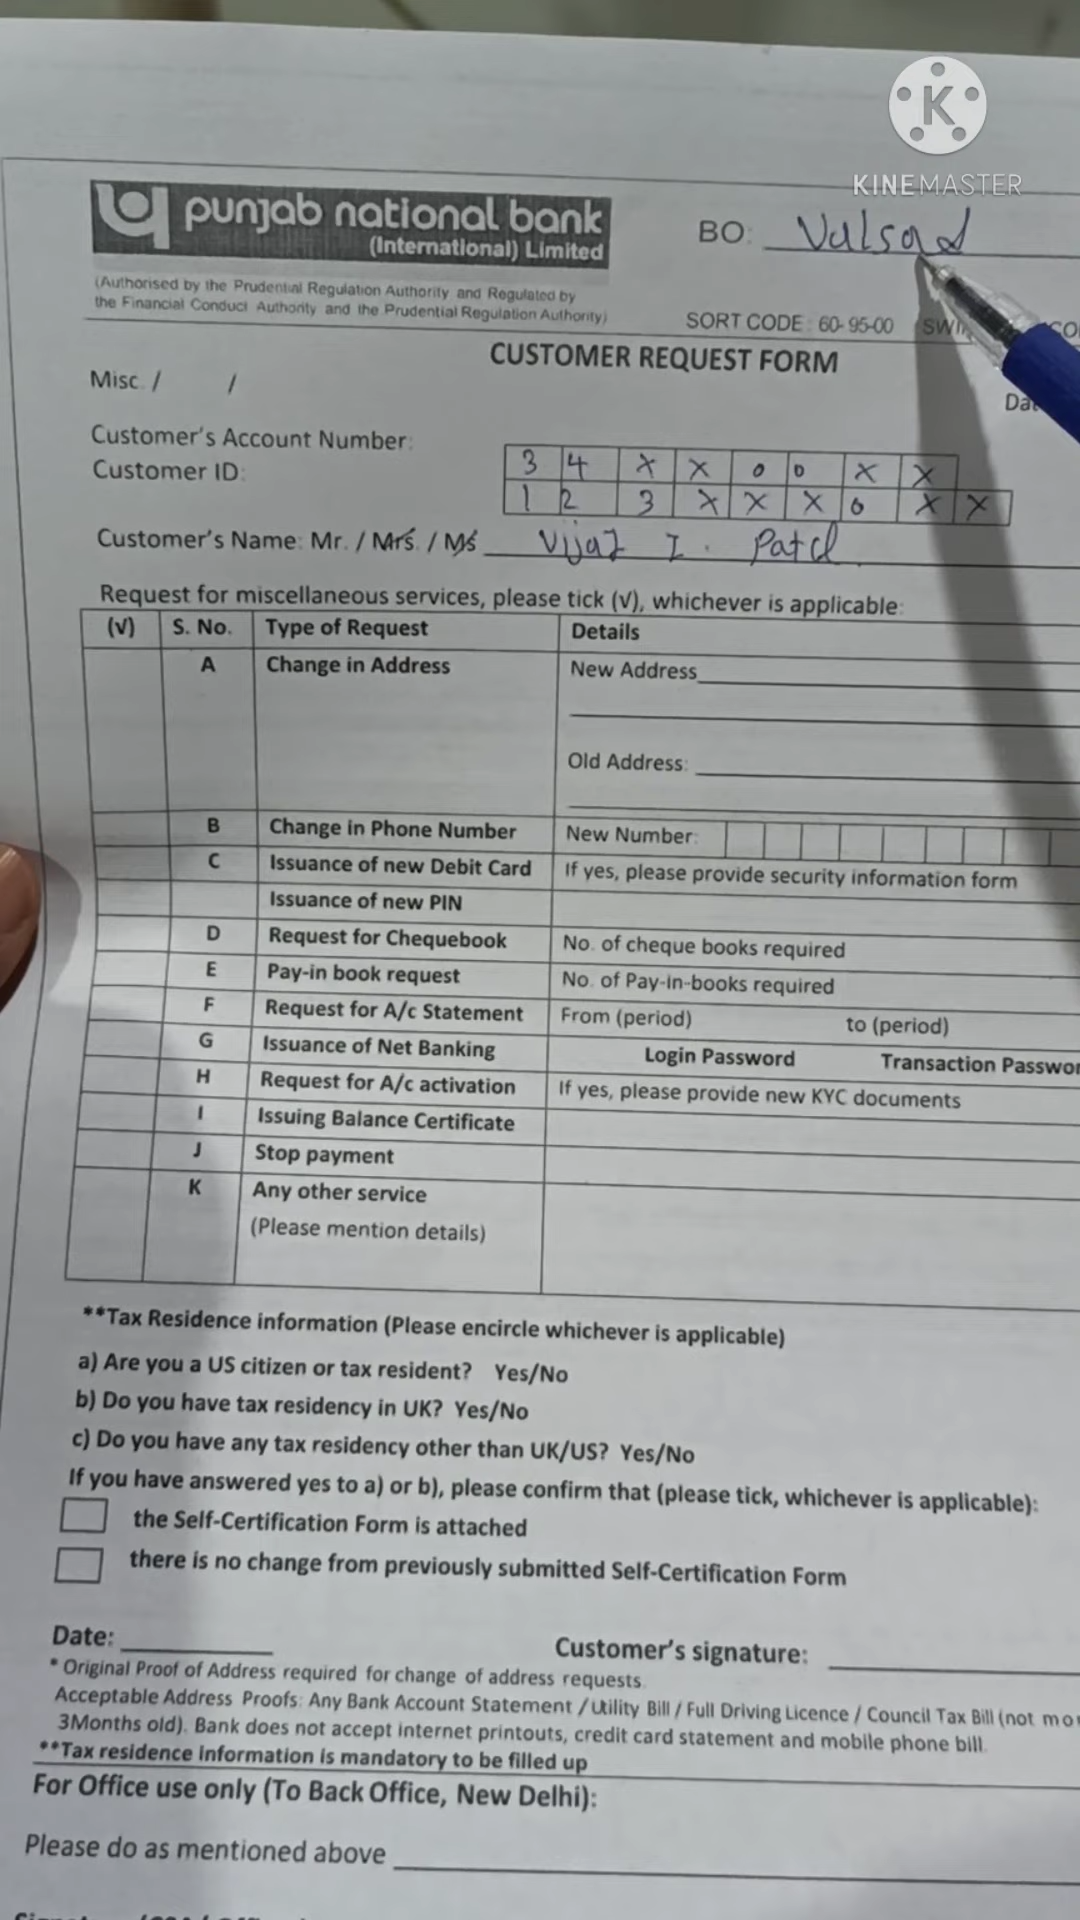 K
KINEMASTER
punjab national bank
(International) Limited
BO: Valsad
(Authorised by the Prudential Regulation Authority and Regulated by
the Financial Conduct Authority and the Prudential Regulation Authority)
SORT CODE : 60-95-00
CUSTOMER REQUEST FORM
Misc. / /
Customer's Account Number:
3 4 X X 0 0 X X
Customer ID:
1 2 3 X X X 0 X X
Customer's Name: Mr. / Mrs. / Ms Vijay I. Patel
Request for miscellaneous services, please tick (√), whichever is applicable:
(√) S. No. Type of Request Details
A Change in Address New Address
Old Address:
B Change in Phone Number New Number:
C Issuance of new Debit Card If yes, please provide security information form
Issuance of new PIN
D Request for Chequebook No. of cheque books required
E Pay-in book request No. of Pay-in-books required
F Request for A/c Statement From (period) to (period)
G Issuance of Net Banking Login Password Transaction Passwor
H Request for A/c activation If yes, please provide new KYC documents
I Issuing Balance Certificate
J Stop payment
K Any other service
(Please mention details)
**Tax Residence information (Please encircle whichever is applicable)
a) Are you a US citizen or tax resident? Yes/No
b) Do you have tax residency in UK? Yes/No
c) Do you have any tax residency other than UK/US? Yes/No
If you have answered yes to a) or b), please confirm that (please tick, whichever is applicable):
the Self-Certification Form is attached
there is no change from previously submitted Self-Certification Form
Date:
Customer's signature:
* Original Proof of Address required for change of address requests.
Acceptable Address Proofs: Any Bank Account Statement /Utility Bill / Full Driving Licence / Council Tax Bill (not mor
3Months old). Bank does not accept internet printouts, credit card statement and mobile phone bill.
**Tax residence Information is mandatory to be filled up
For Office use only (To Back Office, New Delhi):
Please do as mentioned above